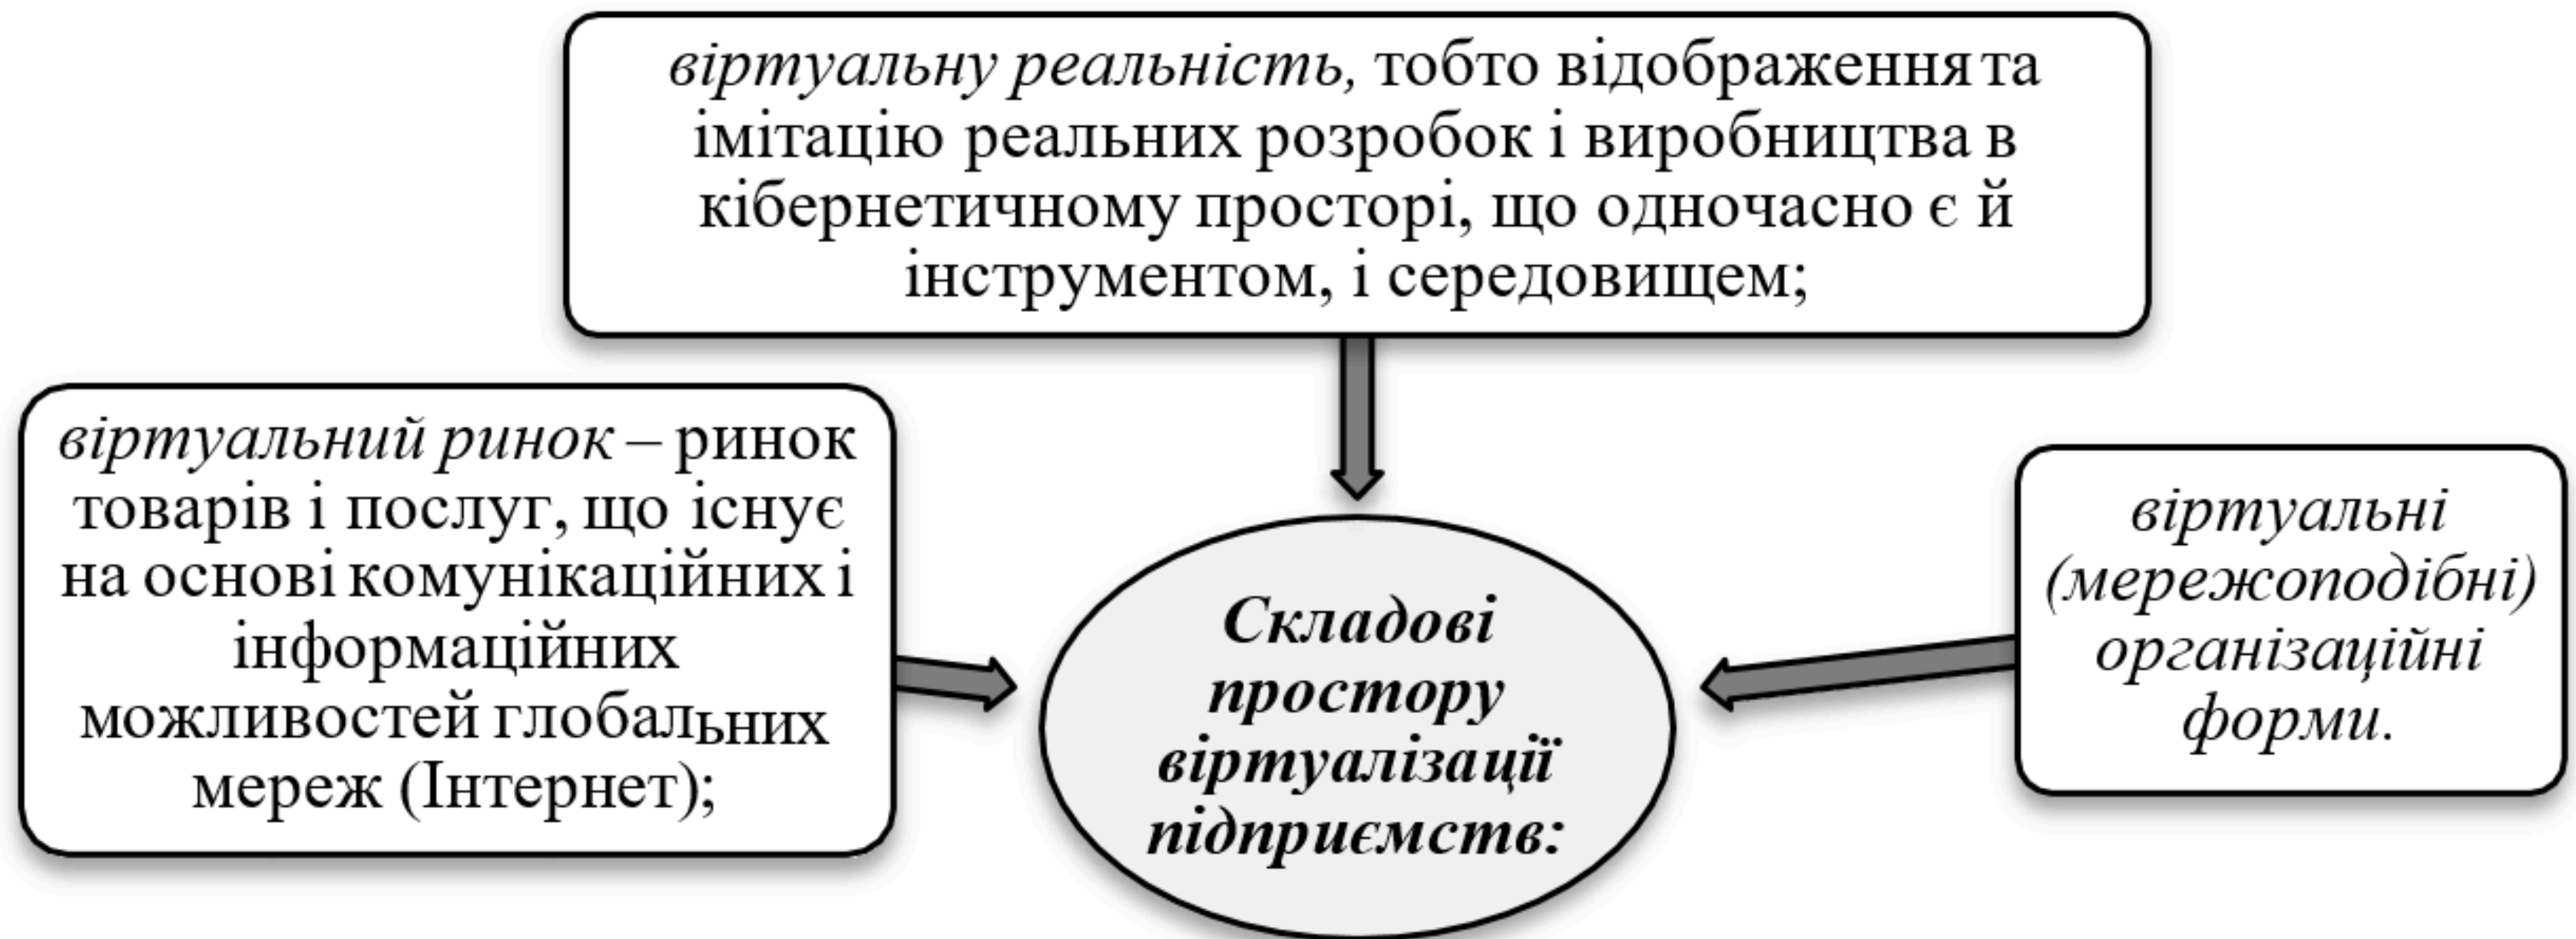 віртуальну реальність, тобто відображення та
імітацію реальних розробок і виробництва в
кібернетичному просторі, що одночасно є й
інструментом, і середовищем;
віртуальний ринок – ринок
товарів і послуг, що існує
на основі комунікаційних і
інформаційних
можливостей глобальних
мереж (Інтернет);
Складові
простору
віртуалізації
підприємств:
віртуальні
(мережоподібні)
організаційні
форми.